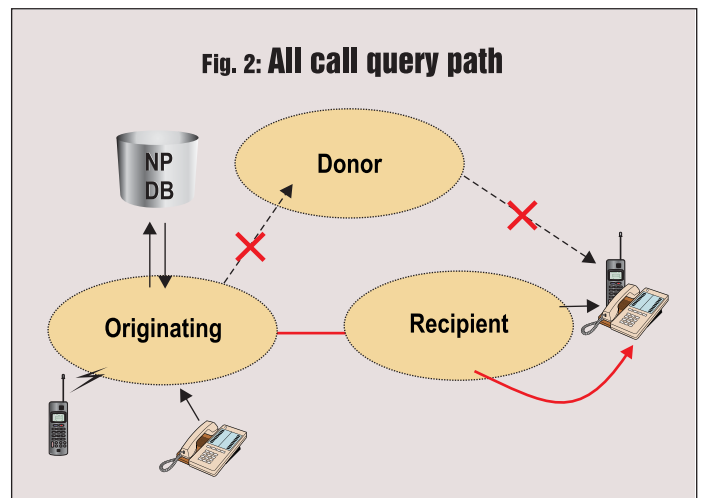 Fig. 2: All call query path
NP
DB
Donor
Originating
Recipient